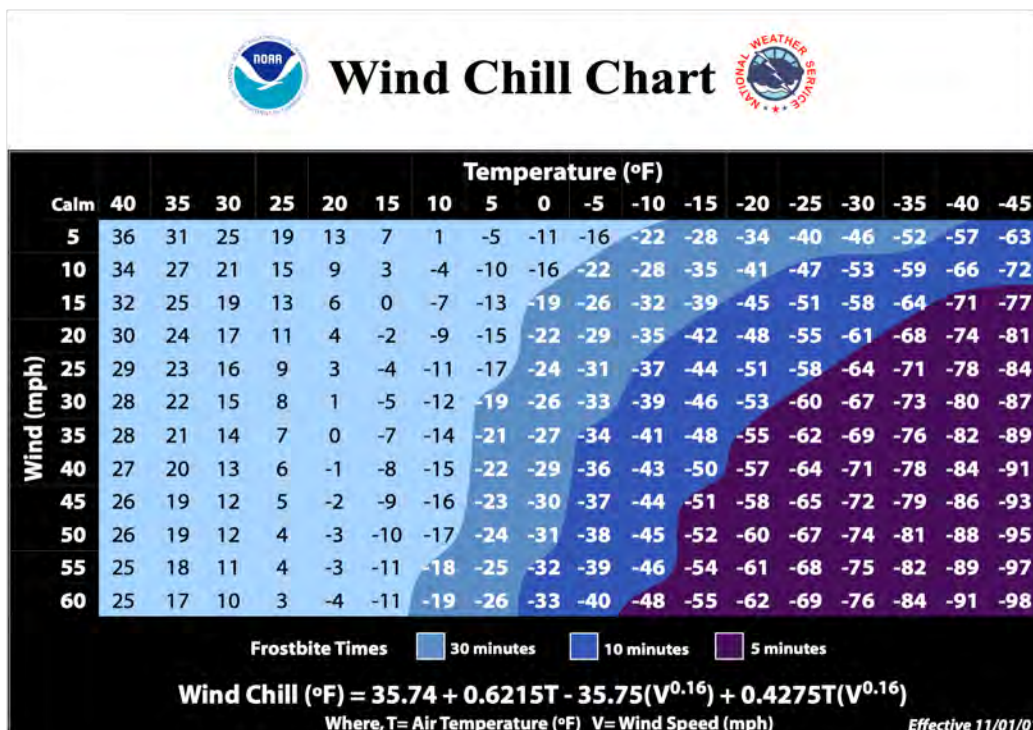 NOAA
Wind Chill Chart
NATIONAL WEATHER SERVICE
Temperature (ºF)
Calm 40 35 30 25 20 15 10 5 0 -5 -10 -15 -20 -25 -30 -35 -40 -45
Wind (mph)
5 36 31 25 19 13 7 1 -5 -11 -16 -22 -28 -34 -40 -46 -52 -57 -63
10 34 27 21 15 9 3 -4 -10 -16 -22 -28 -35 -41 -47 -53 -59 -66 -72
15 32 25 19 13 6 0 -7 -13 -19 -26 -32 -39 -45 -51 -58 -64 -71 -77
20 30 24 17 11 4 -2 -9 -15 -22 -29 -35 -42 -48 -55 -61 -68 -74 -81
25 29 23 16 9 3 -4 -11 -17 -24 -31 -37 -44 -51 -58 -64 -71 -78 -84
30 28 22 15 8 1 -5 -12 -19 -26 -33 -39 -46 -53 -60 -67 -73 -80 -87
35 28 21 14 7 0 -7 -14 -21 -27 -34 -41 -48 -55 -62 -69 -76 -82 -89
40 27 20 13 6 -1 -8 -15 -22 -29 -36 -43 -50 -57 -64 -71 -78 -84 -91
45 26 19 12 5 -2 -9 -16 -23 -30 -37 -44 -51 -58 -65 -72 -79 -86 -93
50 26 19 12 4 -3 -10 -17 -24 -31 -38 -45 -52 -60 -67 -74 -81 -88 -95
55 25 18 11 4 -3 -11 -18 -25 -32 -39 -46 -54 -61 -68 -75 -82 -89 -97
60 25 17 10 3 -4 -11 -19 -26 -33 -40 -48 -55 -62 -69 -76 -84 -91 -98
Frostbite Times 30 minutes 10 minutes 5 minutes
Wind Chill (ºF) = 35.74 + 0.6215T - 35.75(V^0.16) + 0.4275T(V^0.16)
Where, T= Air Temperature (ºF) V= Wind Speed (mph) Effective 11/01/0